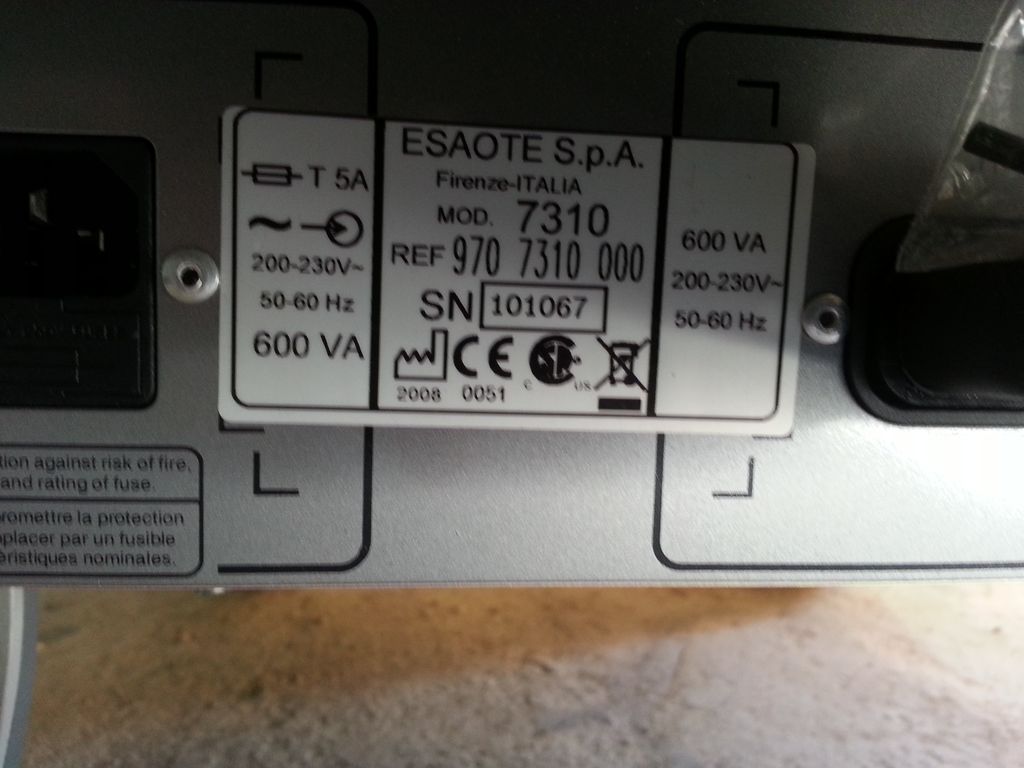 T 5A
200-230V~
50-60 Hz
600 VA
ESAOTE S.p.A.
Firenze-ITALIA
MOD. 7310
REF 970 7310 000
SN 101067
2008 0051
CE
C US
600 VA
200-230V~
50-60 Hz
tion against risk of fire,
and rating of fuse.
romettre la protection
placer par un fusible
éristiques nominales.